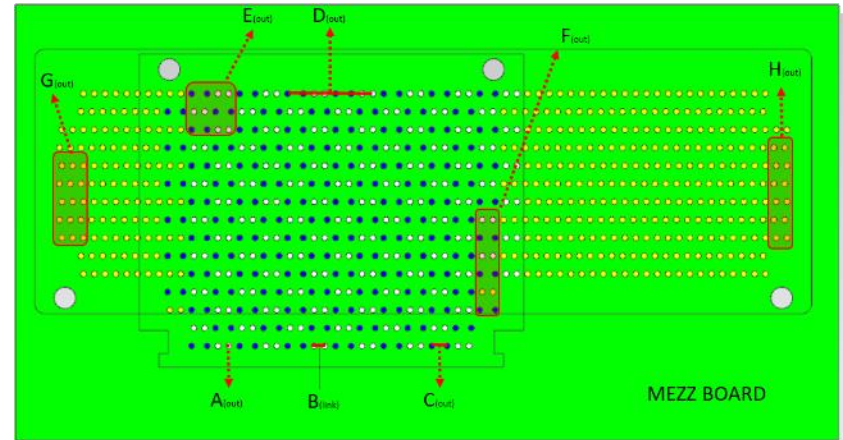 E(out)
D(out)
F(out)
G(out)
H(out)
A(out)
B(link)
C(out)
MEZZ BOARD